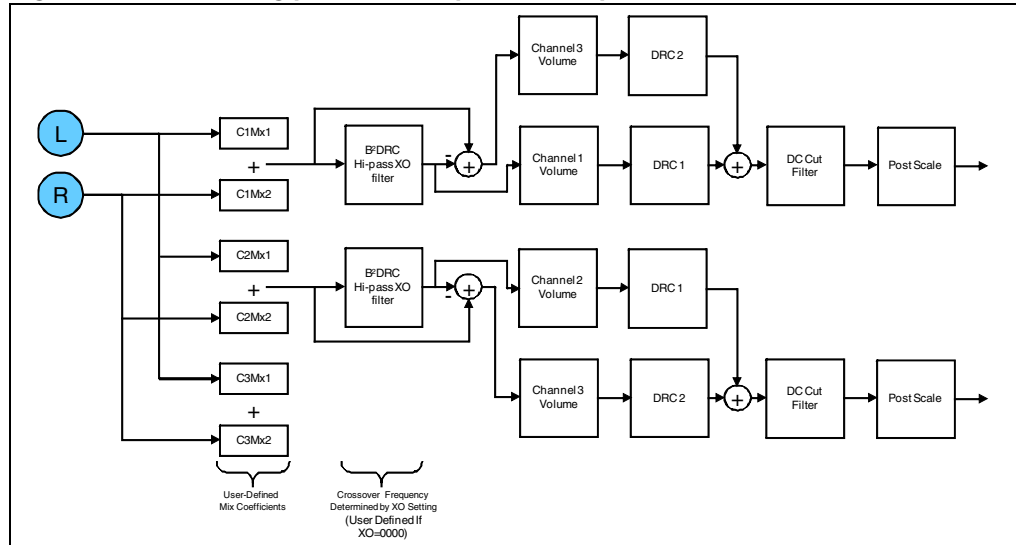 Channel 3
Volume
DRC 2
L
C1Mx1
+
B²DRC
Hi-pass XO
filter
-
+
Channel 1
Volume
DRC 1
+
DC Cut
Filter
Post Scale
R
C1Mx2
C2Mx1
+
B²DRC
Hi-pass XO
filter
-
+
Channel 2
Volume
DRC 1
C2Mx2
C3Mx1
+
Channel 3
Volume
DRC 2
+
DC Cut
Filter
Post Scale
C3Mx2
User-Defined
Mix Coefficients
Crossover Frequency
Determined by XO Setting
(User Defined If
XO=0000)